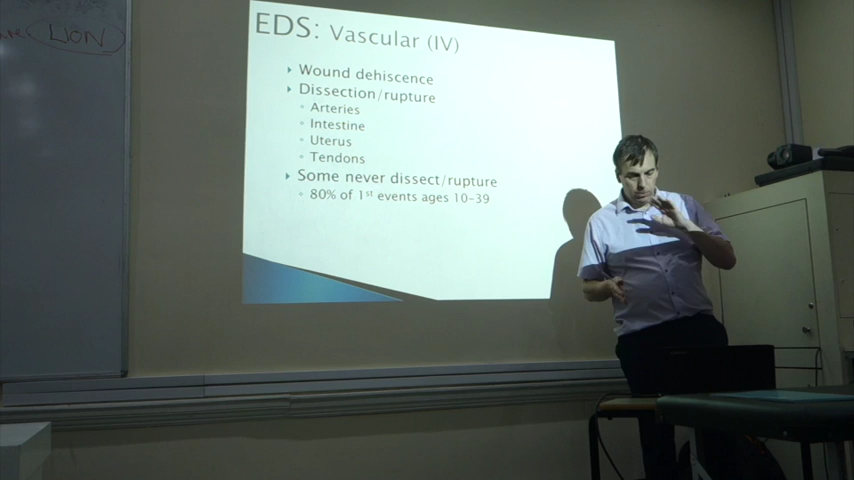 LION
EDS: Vascular (IV)
Wound dehiscence
Dissection/rupture
Arteries
Intestine
Uterus
Tendons
Some never dissect/rupture
80% of 1st events ages 10-39